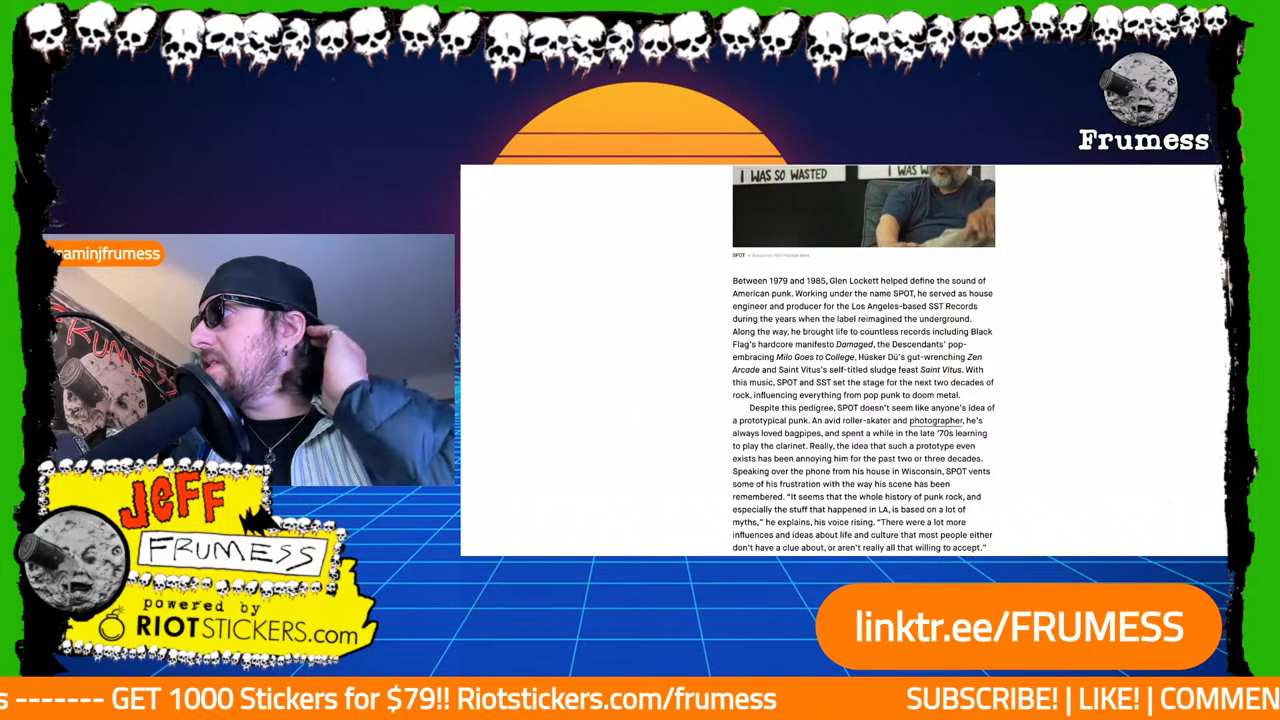 Frumess
I WAS SO WASTED
I WAS W
naminjfrumess
FRUMESS
SPOT
Between 1979 and 1985, Glen Lockett helped define the sound of
American punk. Working under the name SPOT, he served as house
engineer and producer for the Los Angeles-based SST Records
during the years when the label reimagined the underground.
Along the way, he brought life to countless records including Black
Flag's hardcore manifesto Damaged, the Descendants' pop-
embracing Milo Goes to College, Hüsker Dü's gut-wrenching Zen
Arcade and Saint Vitus's self-titled sludge feast Saint Vitus. With
this music, SPOT and SST set the stage for the next two decades of
rock, influencing everything from pop punk to doom metal.
Despite this pedigree, SPOT doesn't seem like anyone's idea of
a prototypical punk. An avid roller-skater and photographer, he's
always loved bagpipes, and spent a while in the late '70s learning
to play the clarinet. Really, the idea that such a prototype even
exists has been annoying him for the past two or three decades.
Speaking over the phone from his house in Wisconsin, SPOT vents
some of his frustration with the way his scene has been
remembered. "It seems that the whole history of punk rock, and
especially the stuff that happened in LA, is based on a lot of
myths," he explains, his voice rising. "There were a lot more
influences and ideas about life and culture that most people either
don't have a clue about, or aren't really all that willing to accept."
JEFF
FRUMESS
powered by
RIOTSTICKERS.com
linktr.ee/FRUMESS
s ------- GET 1000 Stickers for $79!! Riotstickers.com/frumess SUBSCRIBE! | LIKE! | COMMEN